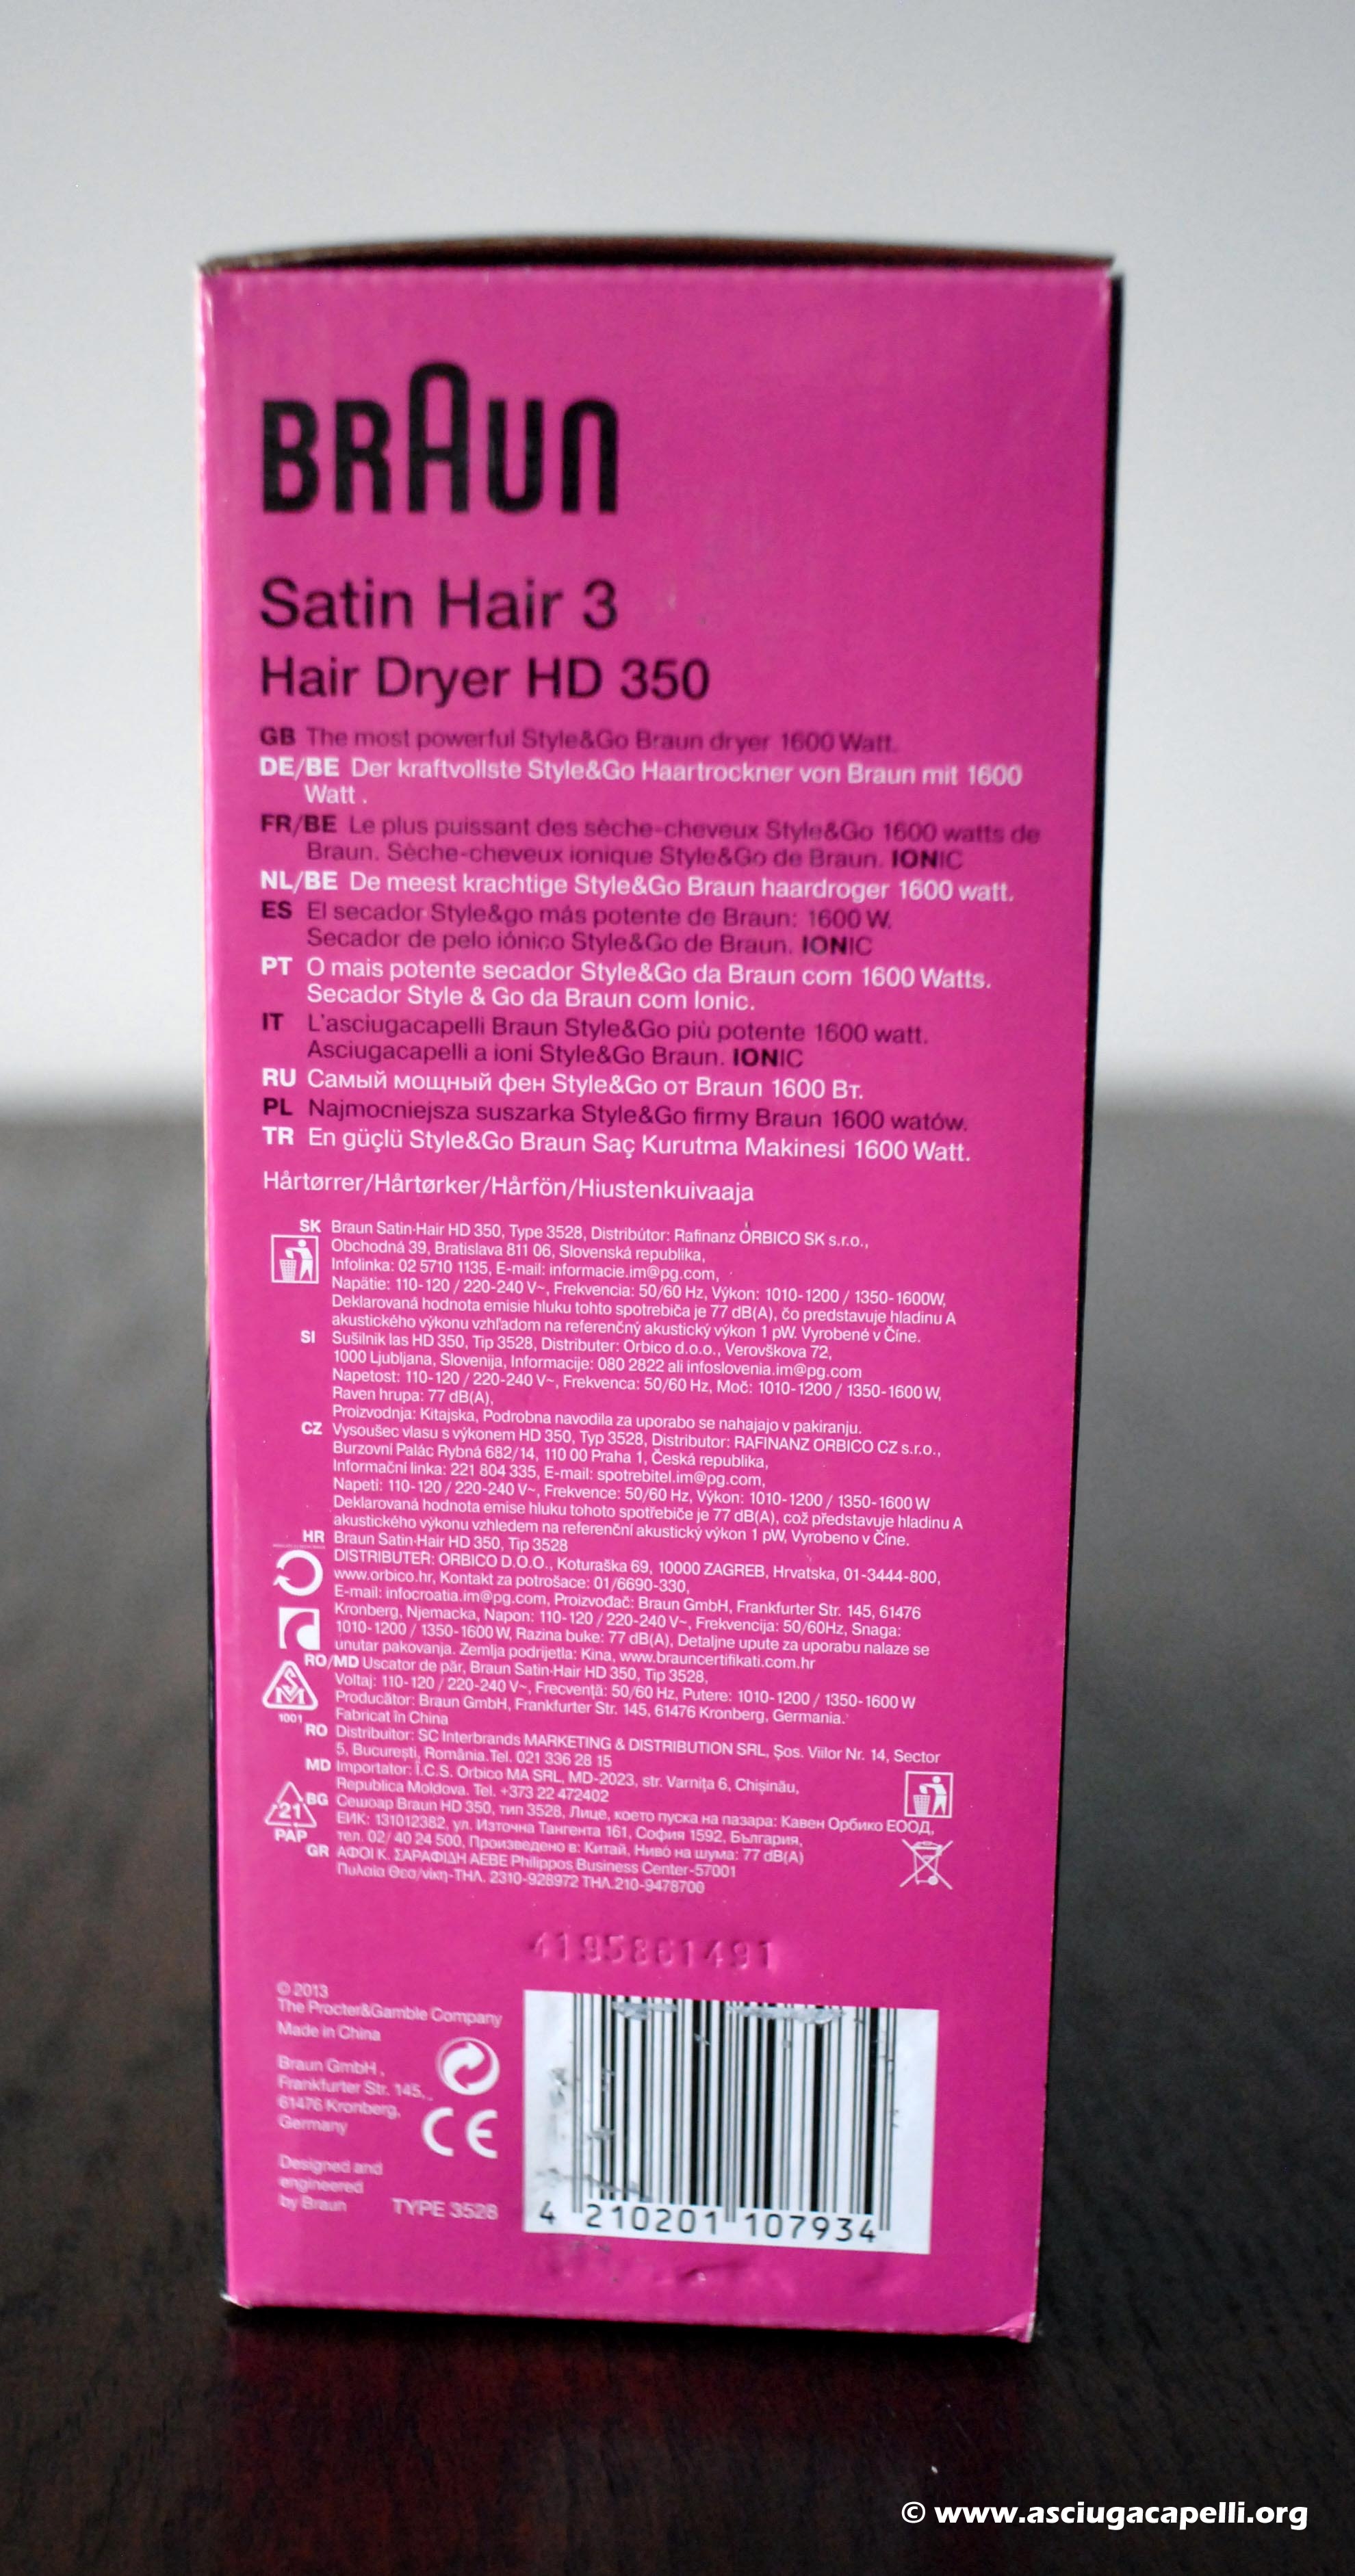 BRAUN
Satin Hair 3
Hair Dryer HD 350
GB The most powerful Style&Go Braun dryer 1600 Watt.
DE/BE Der kraftvollste Style&Go Haartrockner von Braun mit 1600
Watt .
FR/BE Le plus puissant des sèche-cheveux Style&Go 1600 watts de
Braun. Sèche-cheveux ionique Style&Go de Braun. IONIC
NL/BE De meest krachtige Style&Go Braun haardroger 1600 watt.
ES El secador Style&go más potente de Braun: 1600 W.
Secador de pelo iónico Style&Go de Braun. IONIC
PT O mais potente secador Style&Go da Braun com 1600 Watts.
Secador Style & Go da Braun com Ionic.
IT L'asciugacapelli Braun Style&Go più potente 1600 watt.
Asciugacapelli a ioni Style&Go Braun. IONIC
RU Самый мощный фен Style&Go от Braun 1600 Вт.
PL Najmocniejsza suszarka Style&Go firmy Braun 1600 watów.
TR En güçlü Style&Go Braun Saç Kurutma Makinesi 1600 Watt.
Hårtørrer/Hårtørker/Hårfön/Hiustenkuivaaja
SK Braun Satin·Hair HD 350, Type 3528, Distribútor: Rafinanz ORBICO SK s.r.o.,
Obchodná 39, Bratislava 811 06, Slovenská republika,
Infolinka: 02 5710 1135, E-mail: informacie.im@pg.com,
Napätie: 110-120 / 220-240 V~, Frekvencia: 50/60 Hz, Výkon: 1010-1200 / 1350-1600W,
Deklarovaná hodnota emisie hluku tohto spotrebiča je 77 dB(A), čo predstavuje hladinu A
akustického výkonu vzhľadom na referenčný akustický výkon 1 pW. Vyrobené v Číne.
SI Sušilnik las HD 350, Tip 3528, Distributer: Orbico d.o.o., Verovškova 72,
1000 Ljubljana, Slovenija, Informacije: 080 2822 ali infoslovenia.im@pg.com
Napetost: 110-120 / 220-240 V~, Frekvenca: 50/60 Hz, Moč: 1010-1200 / 1350-1600 W,
Raven hrupa: 77 dB(A),
Proizvodnja: Kitajska, Podrobna navodila za uporabo se nahajajo v pakiranju.
CZ Vysoušec vlasu s výkonem HD 350, Typ 3528, Distributor: RAFINANZ ORBICO CZ s.r.o.,
Burzovní Palác Rybná 682/14, 110 00 Praha 1, Česká republika,
Informační linka: 221 804 335, E-mail: spotrebitel.im@pg.com,
Napeti: 110-120 / 220-240 V~, Frekvence: 50/60 Hz, Výkon: 1010-1200 / 1350-1600 W
Deklarovaná hodnota emise hluku tohoto spotřebiče je 77 dB(A), což představuje hladinu A
akustického výkonu vzhledem na referenční akustický výkon 1 pW, Vyrobeno v Číne.
HR Braun Satin·Hair HD 350, Tip 3528
DISTRIBUTER: ORBICO D.O.O., Koturaška 69, 10000 ZAGREB, Hrvatska, 01-3444-800,
www.orbico.hr, Kontakt za potrošace: 01/6690-330,
E-mail: infocroatia.im@pg.com, Proizvođač: Braun GmbH, Frankfurter Str. 145, 61476
Kronberg, Njemacka, Napon: 110-120 / 220-240 V~, Frekvencija: 50/60Hz, Snaga:
1010-1200 / 1350-1600 W, Razina buke: 77 dB(A), Detaljne upute za uporabu nalaze se
unutar pakovanja. Zemlja podrijetla: Kina, www.brauncertifikati.com.hr
RO/MD Uscator de păr, Braun Satin·Hair HD 350, Tip 3528,
Voltaj: 110-120 / 220-240 V~, Frecvență: 50/60 Hz, Putere: 1010-1200 / 1350-1600 W
Producător: Braun GmbH, Frankfurter Str. 145, 61476 Kronberg, Germania.
1001 Fabricat în China
RO Distribuitor: SC Interbrands MARKETING & DISTRIBUTION SRL, Șos. Viilor Nr. 14, Sector
5, București, România. Tel. 021 336 28 15
MD Importator: Î.C.S. Orbico MA SRL, MD-2023, str. Varnița 6, Chișinău,
Republica Moldova. Tel. +373 22 472402
BG Сешоар Braun HD 350, тип 3528, Лице, което пуска на пазара: Кавен Орбико ЕООД,
21 ЕИК: 131012382, ул. Източна Тангента 161, София 1592, България,
PAP тел. 02/ 40 24 500, Произведено в: Китай, Ниво на шума: 77 dB(A)
GR ΑΦΟΙ Κ. ΣΑΡΑΦΙΔΗ ΑΕΒΕ Philippos Business Center-57001
Πυλαία Θεσ/νίκη-ΤΗΛ. 2310-928972 ΤΗΛ.210-9478700
4195861491
© 2013
The Procter&Gamble Company
Made in China
Braun GmbH,
Frankfurter Str. 145,
61476 Kronberg,
Germany
CE
Designed and
engineered
by Braun
TYPE 3528
4 210201 107934
© www.asciugacapelli.org